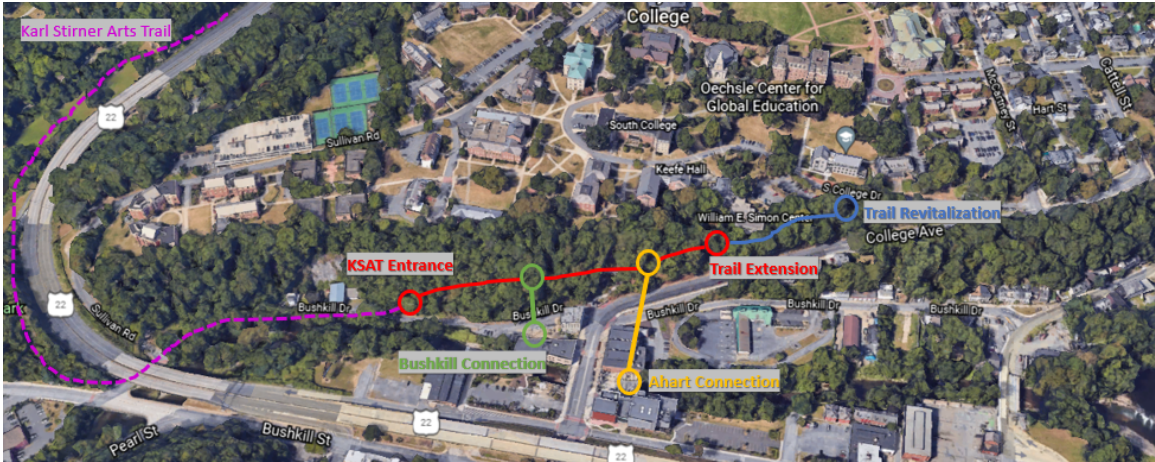 College
Karl Stirner Arts Trail
22
Oechsle Center for
Global Education
McCartney St
Hart St
Cattell St
South College
Sullivan Rd
Keefe Hall
S College Dr
William E. Simon Center
Trail Revitalization
College Ave
KSAT Entrance
Trail Extension
22
ark
Sullivan Rd
Bushkill Dr
Bushkill Dr
Bushkill Dr
Bushkill Dr
Bushkill Dr
Bushkill Connection
Ahart Connection
22
Pearl St
Bushkill St
22